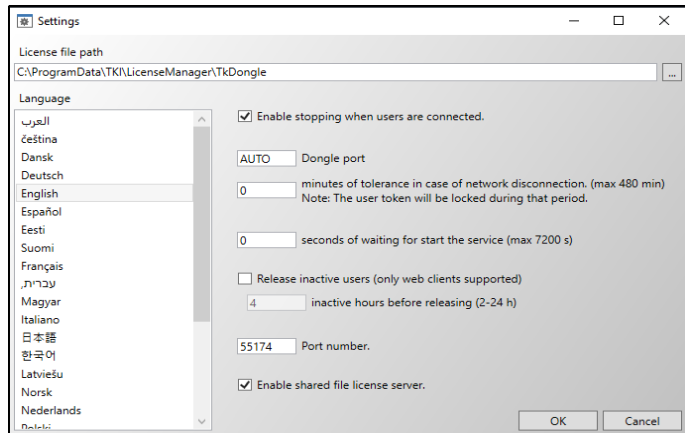 Settings
License file path
C:\ProgramData\TKI\LicenseManager\TkDongle
...
Language
العرب
čeština
Dansk
Deutsch
English
Español
Eesti
Suomi
Français
עברית,
Magyar
Italiano
日本語
한국어
Latviešu
Norsk
Nederlands
Polski
Enable stopping when users are connected.
AUTO Dongle port
0 minutes of tolerance in case of network disconnection. (max 480 min)
Note: The user token will be locked during that period.
0 seconds of waiting for start the service (max 7200 s)
Release inactive users (only web clients supported)
4 inactive hours before releasing (2-24 h)
55174 Port number.
Enable shared file license server.
OK Cancel